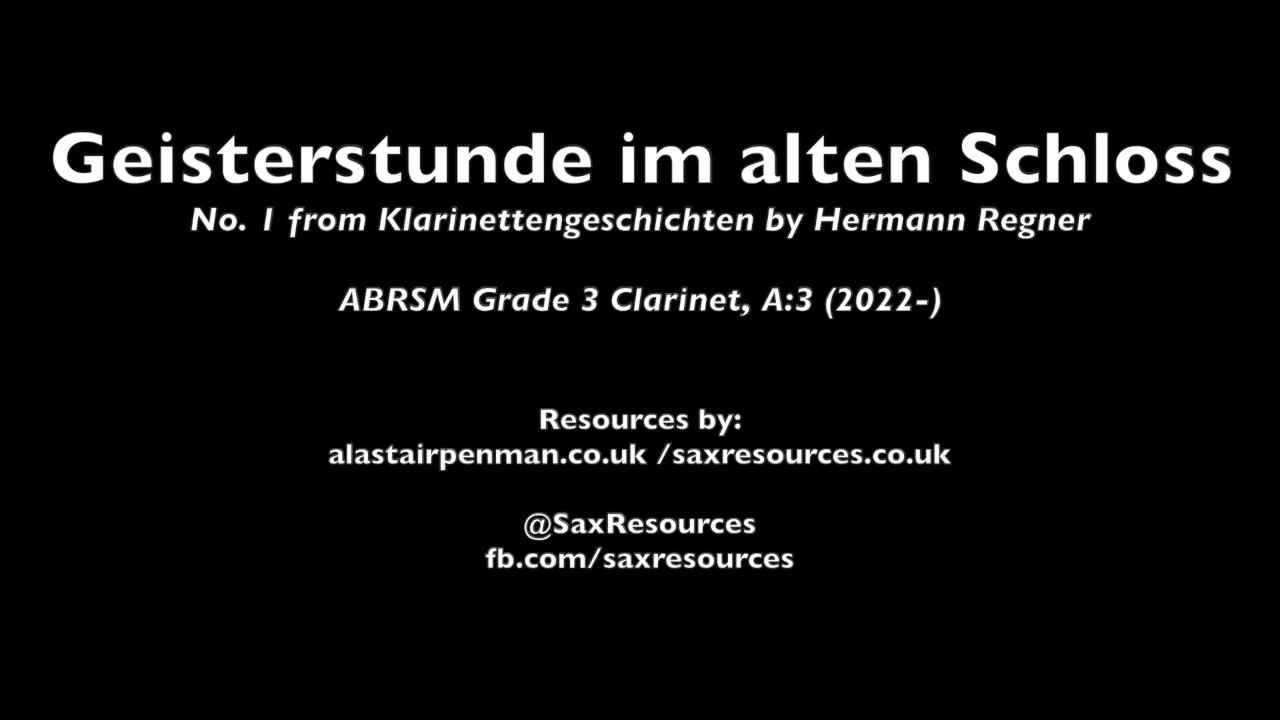 Geisterstunde im alten Schloss
No. 1 from Klarinettengeschichten by Hermann Regner
ABRSM Grade 3 Clarinet, A:3 (2022-)
Resources by:
alastairpenman.co.uk /saxresources.co.uk
@SaxResources
fb.com/saxresources